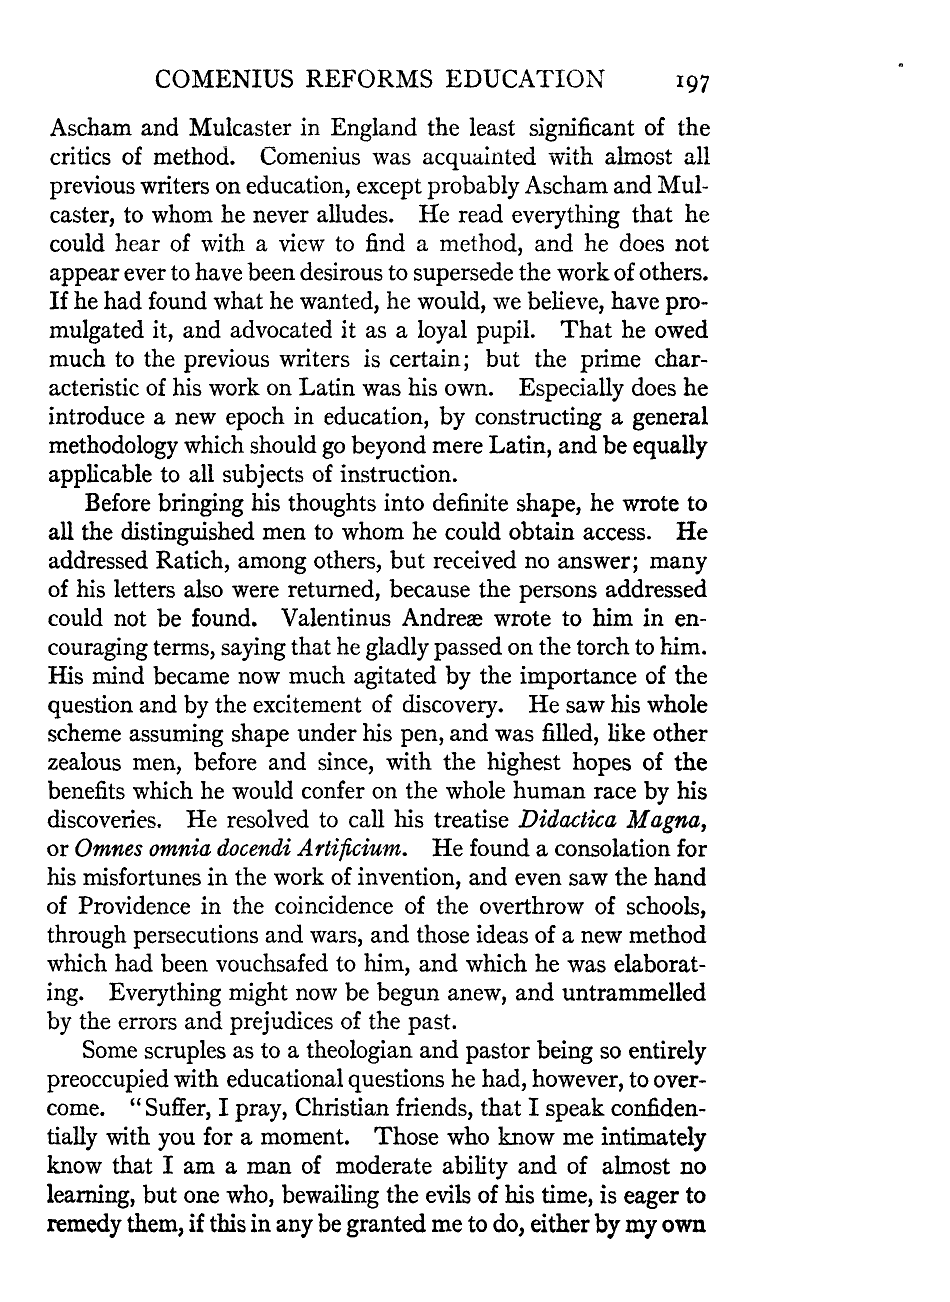 COMENIUS REFORMS EDUCATION 197
Ascham and Mulcaster in England the least significant of the
critics of method. Comenius was acquainted with almost all
previous writers on education, except probably Ascham and Mul-
caster, to whom he never alludes. He read everything that he
could hear of with a view to find a method, and he does not
appear ever to have been desirous to supersede the work of others.
If he had found what he wanted, he would, we believe, have pro-
mulgated it, and advocated it as a loyal pupil. That he owed
much to the previous writers is certain; but the prime char-
acteristic of his work on Latin was his own. Especially does he
introduce a new epoch in education, by constructing a general
methodology which should go beyond mere Latin, and be equally
applicable to all subjects of instruction.
Before bringing his thoughts into definite shape, he wrote to
all the distinguished men to whom he could obtain access. He
addressed Ratich, among others, but received no answer; many
of his letters also were returned, because the persons addressed
could not be found. Valentinus Andreæ wrote to him in en-
couraging terms, saying that he gladly passed on the torch to him.
His mind became now much agitated by the importance of the
question and by the excitement of discovery. He saw his whole
scheme assuming shape under his pen, and was filled, like other
zealous men, before and since, with the highest hopes of the
benefits which he would confer on the whole human race by his
discoveries. He resolved to call his treatise Didactica Magna,
or Omnes omnia docendi Artificium. He found a consolation for
his misfortunes in the work of invention, and even saw the hand
of Providence in the coincidence of the overthrow of schools,
through persecutions and wars, and those ideas of a new method
which had been vouchsafed to him, and which he was elaborat-
ing. Everything might now be begun anew, and untrammelled
by the errors and prejudices of the past.
Some scruples as to a theologian and pastor being so entirely
preoccupied with educational questions he had, however, to over-
come. "Suffer, I pray, Christian friends, that I speak confiden-
tially with you for a moment. Those who know me intimately
know that I am a man of moderate ability and of almost no
learning, but one who, bewailing the evils of his time, is eager to
remedy them, if this in any be granted me to do, either by my own